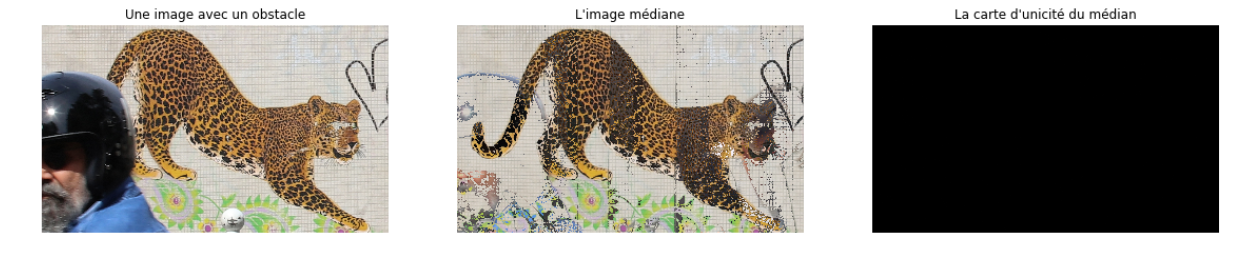 Une image avec un obstacle
L'image médiane
La carte d'unicité du médian